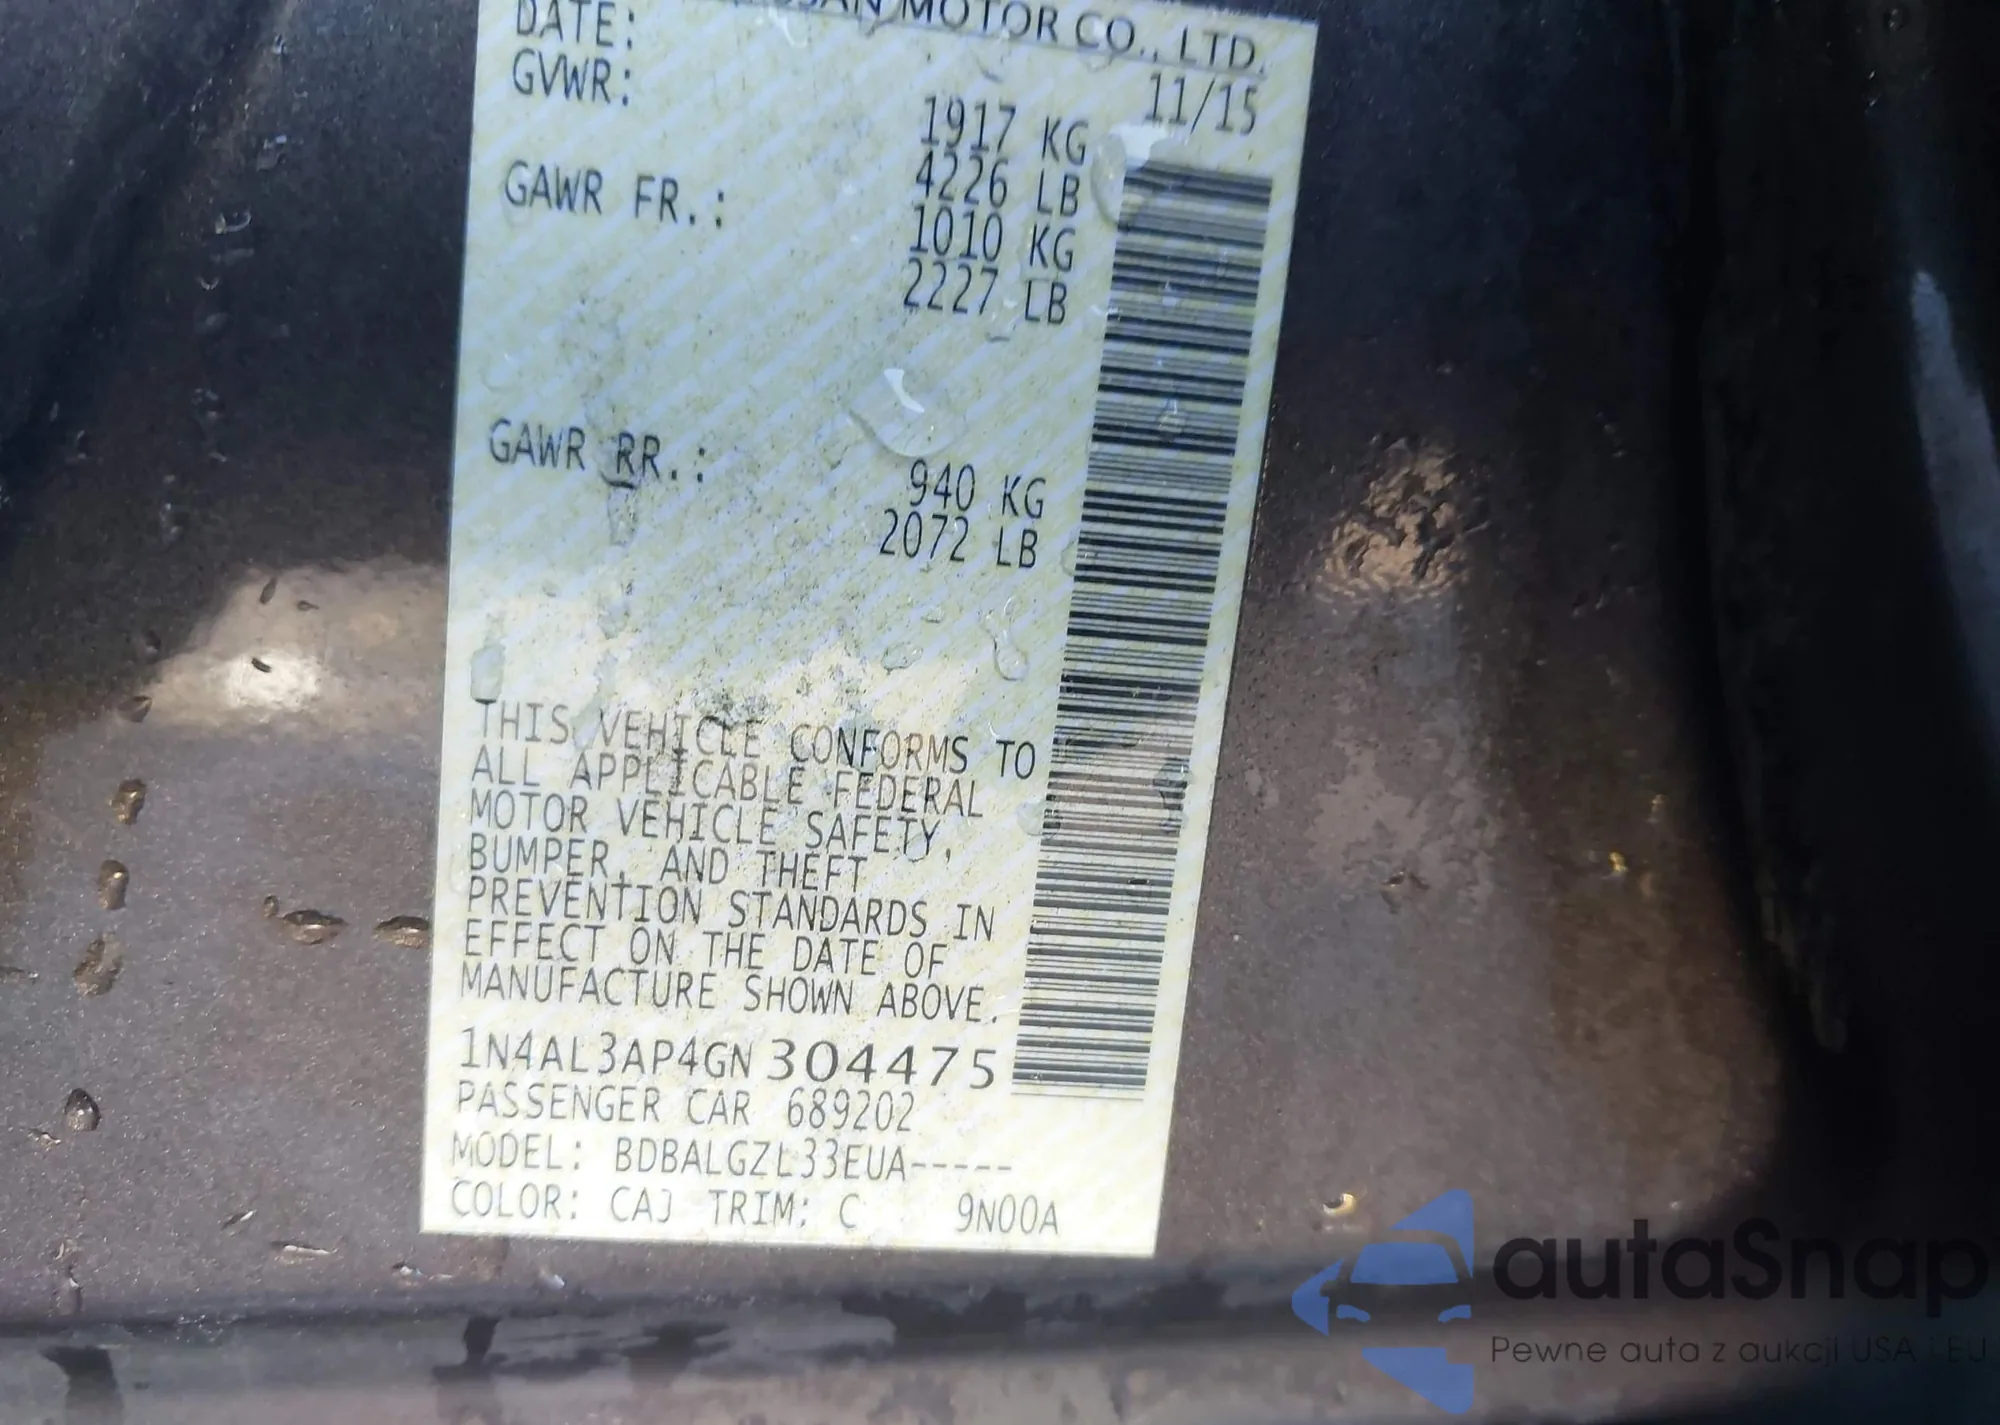 NISSAN MOTOR CO., LTD.
DATE: 11/15
GVWR: 1917 KG
4226 LB
GAWR FR.: 1010 KG
2227 LB
GAWR RR.: 940 KG
2072 LB
THIS VEHICLE CONFORMS TO
ALL APPLICABLE FEDERAL
MOTOR VEHICLE SAFETY,
BUMPER, AND THEFT
PREVENTION STANDARDS IN
EFFECT ON THE DATE OF
MANUFACTURE SHOWN ABOVE.
1N4AL3AP4GN304475
PASSENGER CAR 689202
MODEL: BDBALGZL33EUA-----
COLOR: CAJ TRIM: C 9N00A
autaSnap
Pewne auta z aukcji USA i EU